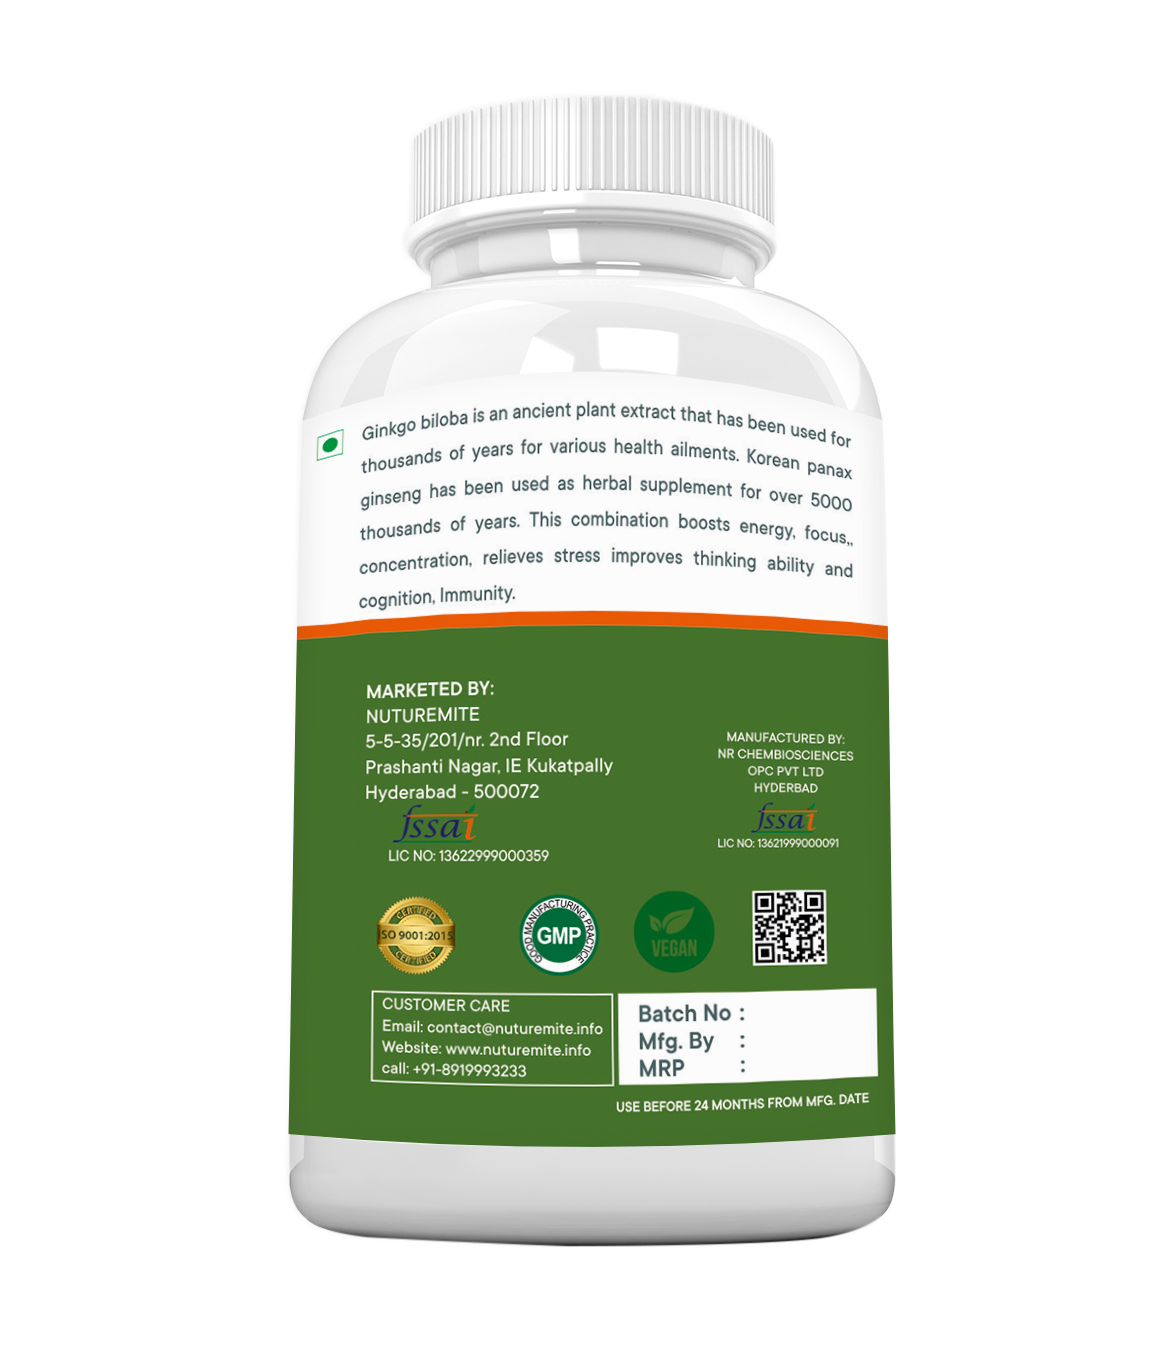 Ginkgo biloba is an ancient plant extract that has been used for
thousands of years for various health ailments. Korean panax
ginseng has been used as herbal supplement for over 5000
thousands of years. This combination boosts energy, focus,,
concentration, relieves stress improves thinking ability and
cognition, Immunity.
MARKETED BY:
NUTUREMITE
5-5-35/201/nr. 2nd Floor
Prashanti Nagar, IE Kukatpally
Hyderabad - 500072
fssai
LIC NO: 13622999000359
MANUFACTURED BY:
NR CHEMBIOSCIENCES
OPC PVT LTD
HYDERBAD
fssai
LIC NO: 13621999000091
CERTIFIED
ISO 9001:2015
CERTIFIED
GOOD MANUFACTURING PRACTICE
GMP
VEGAN
CUSTOMER CARE
Email: contact@nuturemite.info
Website: www.nuturemite.info
call: +91-8919993233
Batch No :
Mfg. By :
MRP :
USE BEFORE 24 MONTHS FROM MFG. DATE